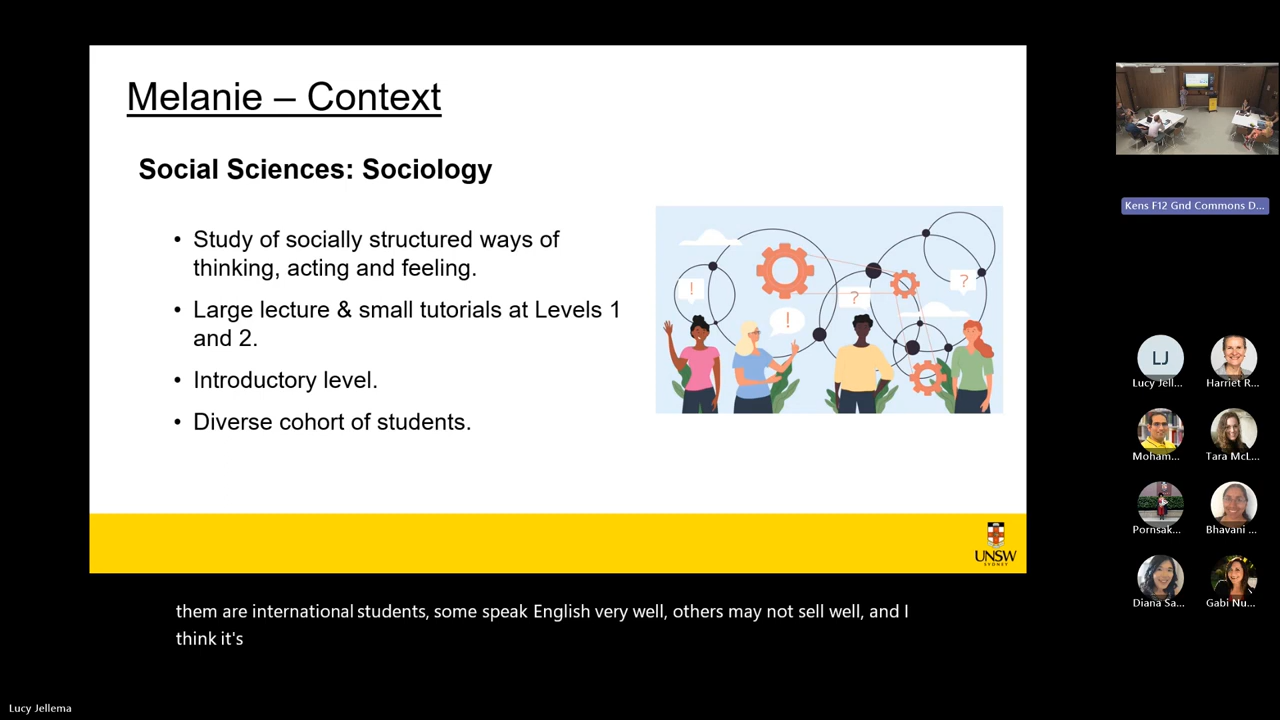 Melanie – Context
Social Sciences: Sociology
• Study of socially structured ways of
thinking, acting and feeling.
• Large lecture & small tutorials at Levels 1
and 2.
• Introductory level.
• Diverse cohort of students.
!
!
?
?
UNSW
SYDNEY
them are international students, some speak English very well, others may not sell well, and I
think it's
Lucy Jellema
Kens F12 Gnd Commons D...
LJ
Lucy Jell...
Harriet R...
Moham...
Tara McL...
Pornsak...
Bhavani ...
Diana Sa...
Gabi Nu...